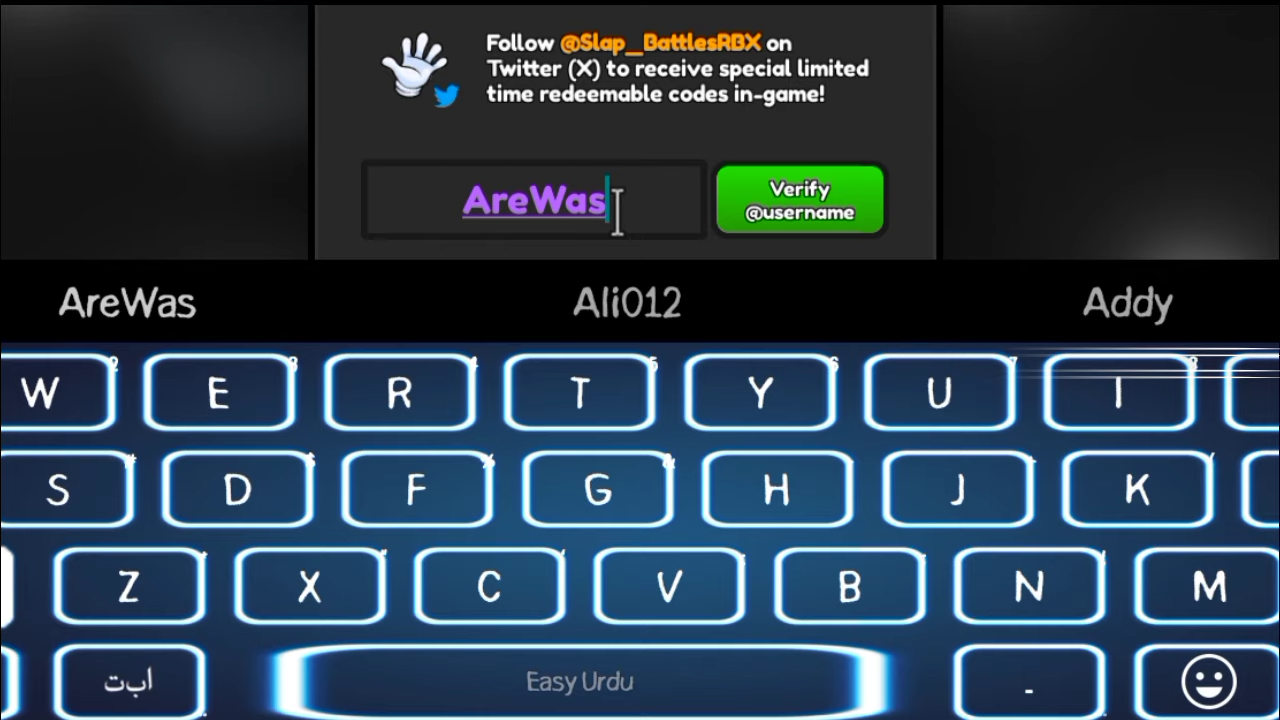 Follow @Slap_BattlesRBX on
Twitter (X) to receive special limited
time redeemable codes in-game!
AreWas
Verify
@username
AreWas Ali012 Addy
W E R T Y U I
S D F G H J K
Z X C V B N M
ا ب ت Easy Urdu -